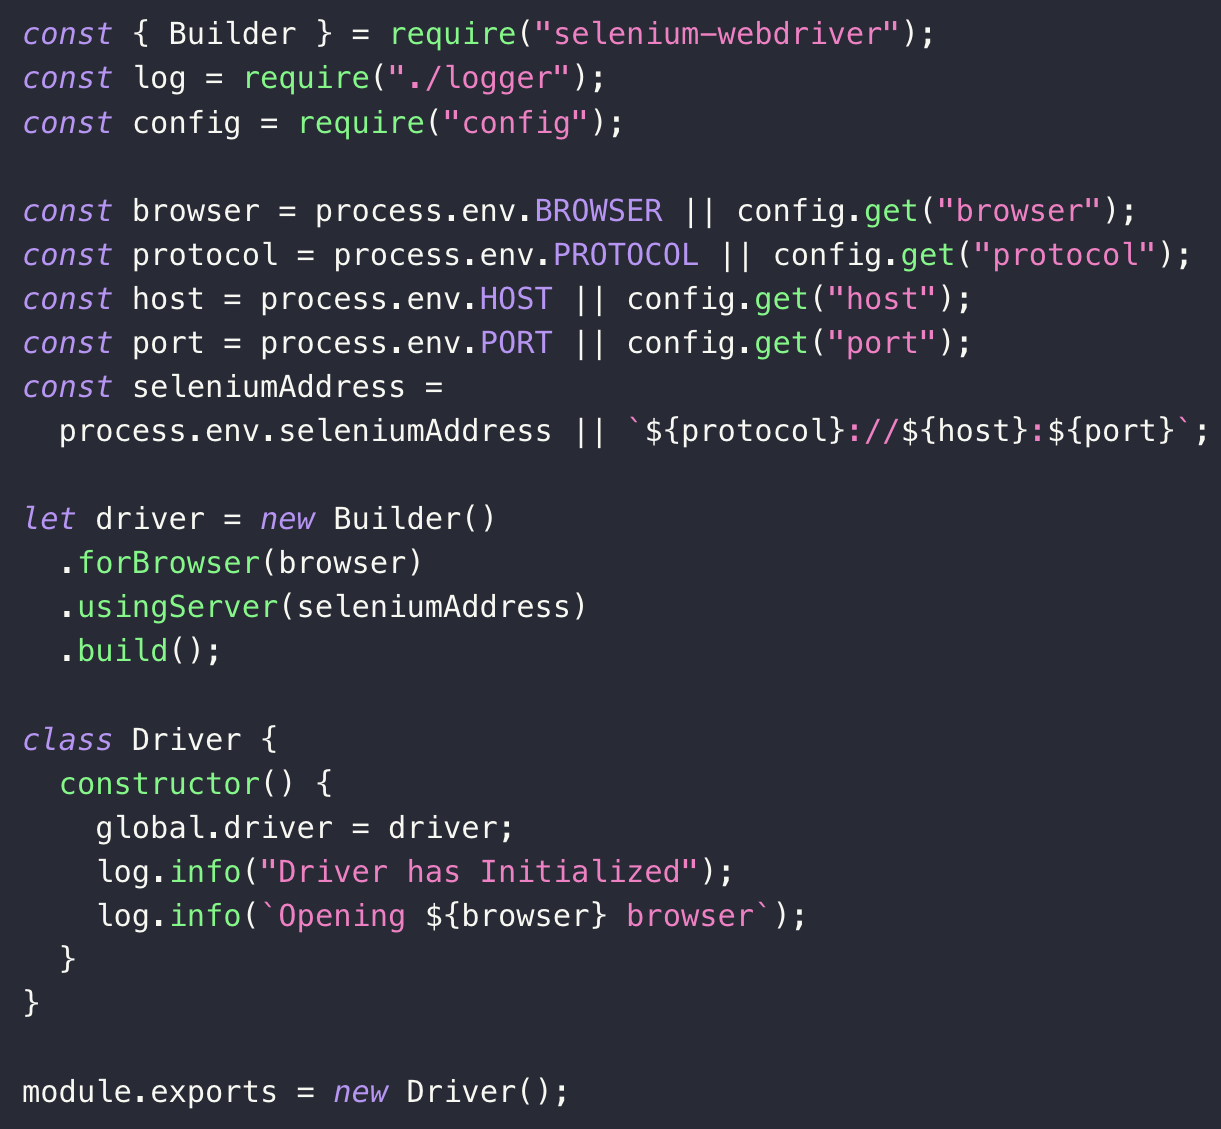 const { Builder } = require("selenium-webdriver");
const log = require("./logger");
const config = require("config");

const browser = process.env.BROWSER || config.get("browser");
const protocol = process.env.PROTOCOL || config.get("protocol");
const host = process.env.HOST || config.get("host");
const port = process.env.PORT || config.get("port");
const seleniumAddress =
  process.env.seleniumAddress || `${protocol}://${host}:${port}`;

let driver = new Builder()
  .forBrowser(browser)
  .usingServer(seleniumAddress)
  .build();

class Driver {
  constructor() {
    global.driver = driver;
    log.info("Driver has Initialized");
    log.info(`Opening ${browser} browser`);
  }
}

module.exports = new Driver();